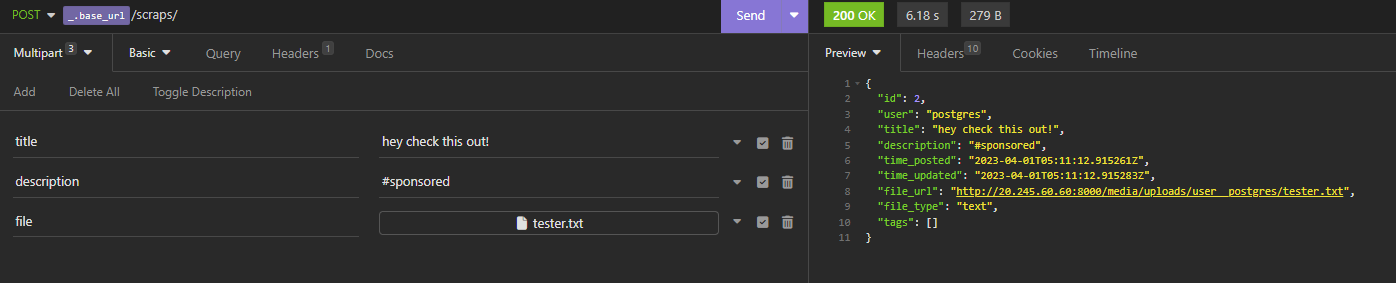 POST _.base_url /scraps/ Send
Multipart 3 Basic Query Headers 1 Docs
Add Delete All Toggle Description
title hey check this out!
description #sponsored
file tester.txt
200 OK 6.18 s 279 B
Preview Headers 10 Cookies Timeline
1 {
2 "id": 2,
3 "user": "postgres",
4 "title": "hey check this out!",
5 "description": "#sponsored",
6 "time_posted": "2023-04-01T05:11:12.915261Z",
7 "time_updated": "2023-04-01T05:11:12.915283Z",
8 "file_url": "http://20.245.60.60:8000/media/uploads/user__postgres/tester.txt",
9 "file_type": "text",
10 "tags": []
11 }